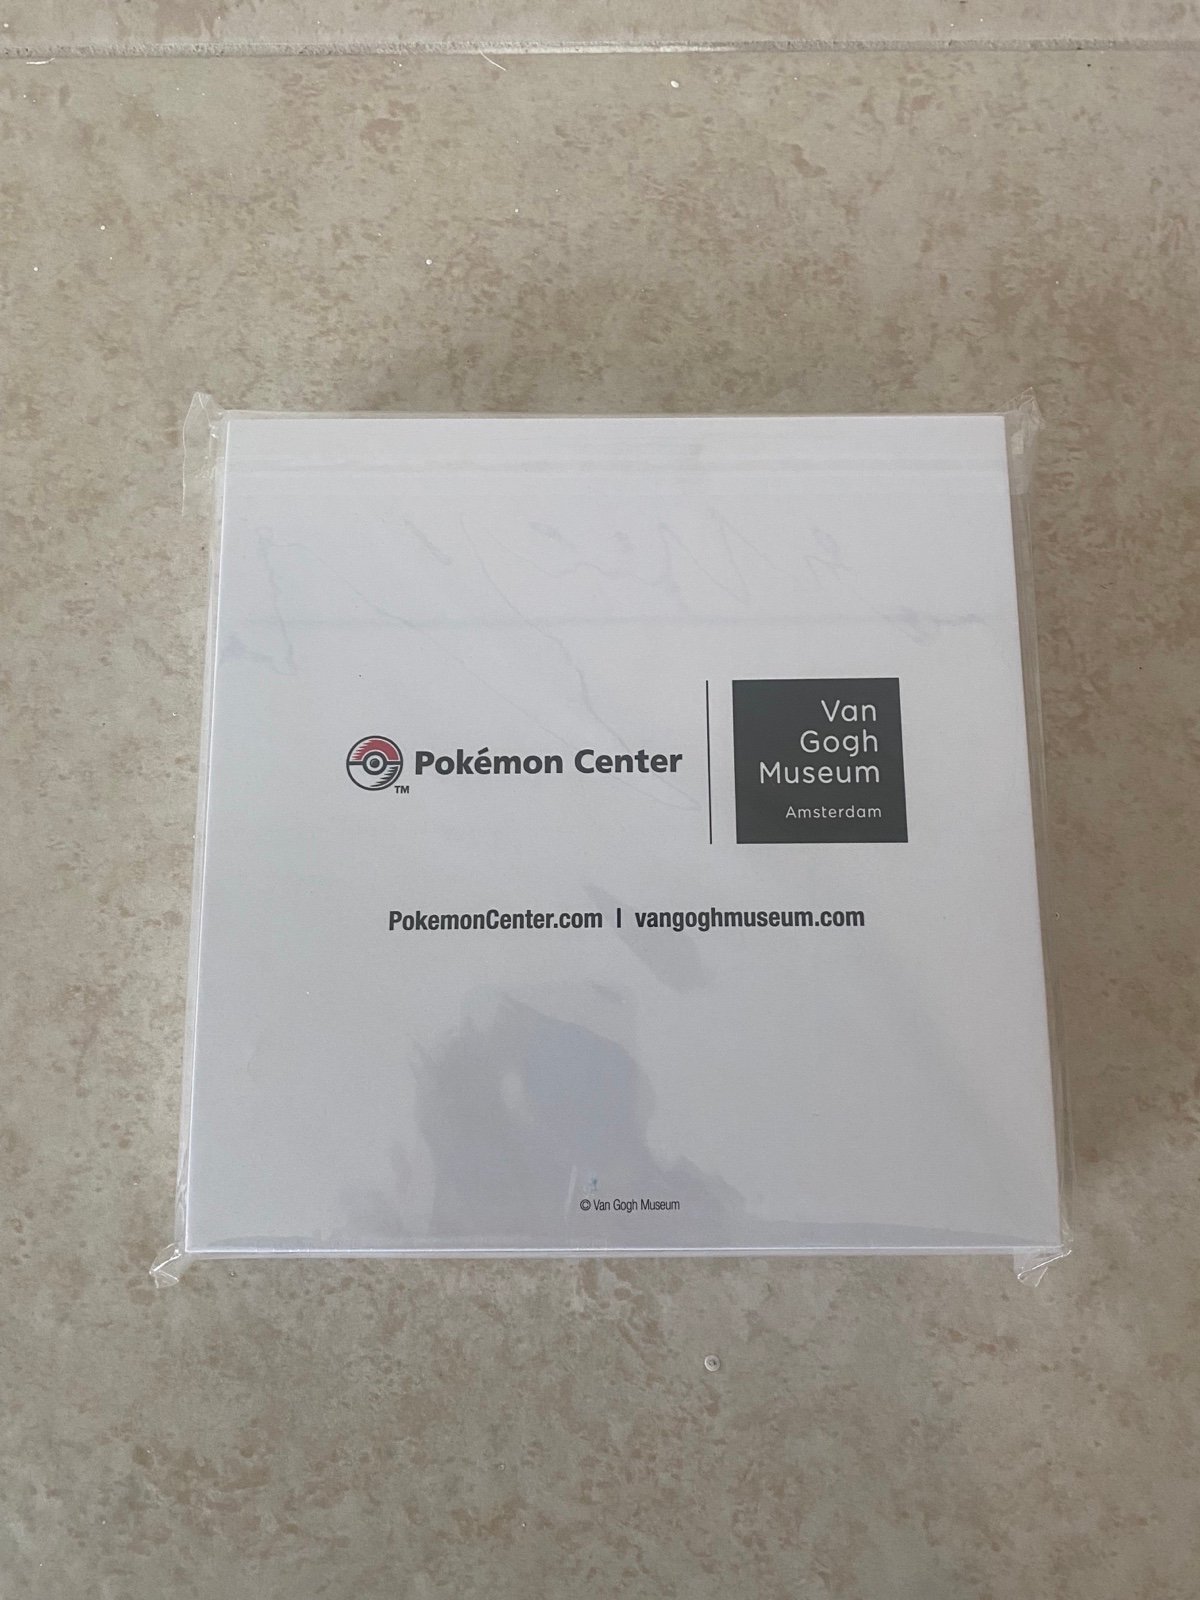 Pokémon Center
TM
Van
Gogh
Museum
Amsterdam
PokemonCenter.com | vangoghmuseum.com
© Van Gogh Museum